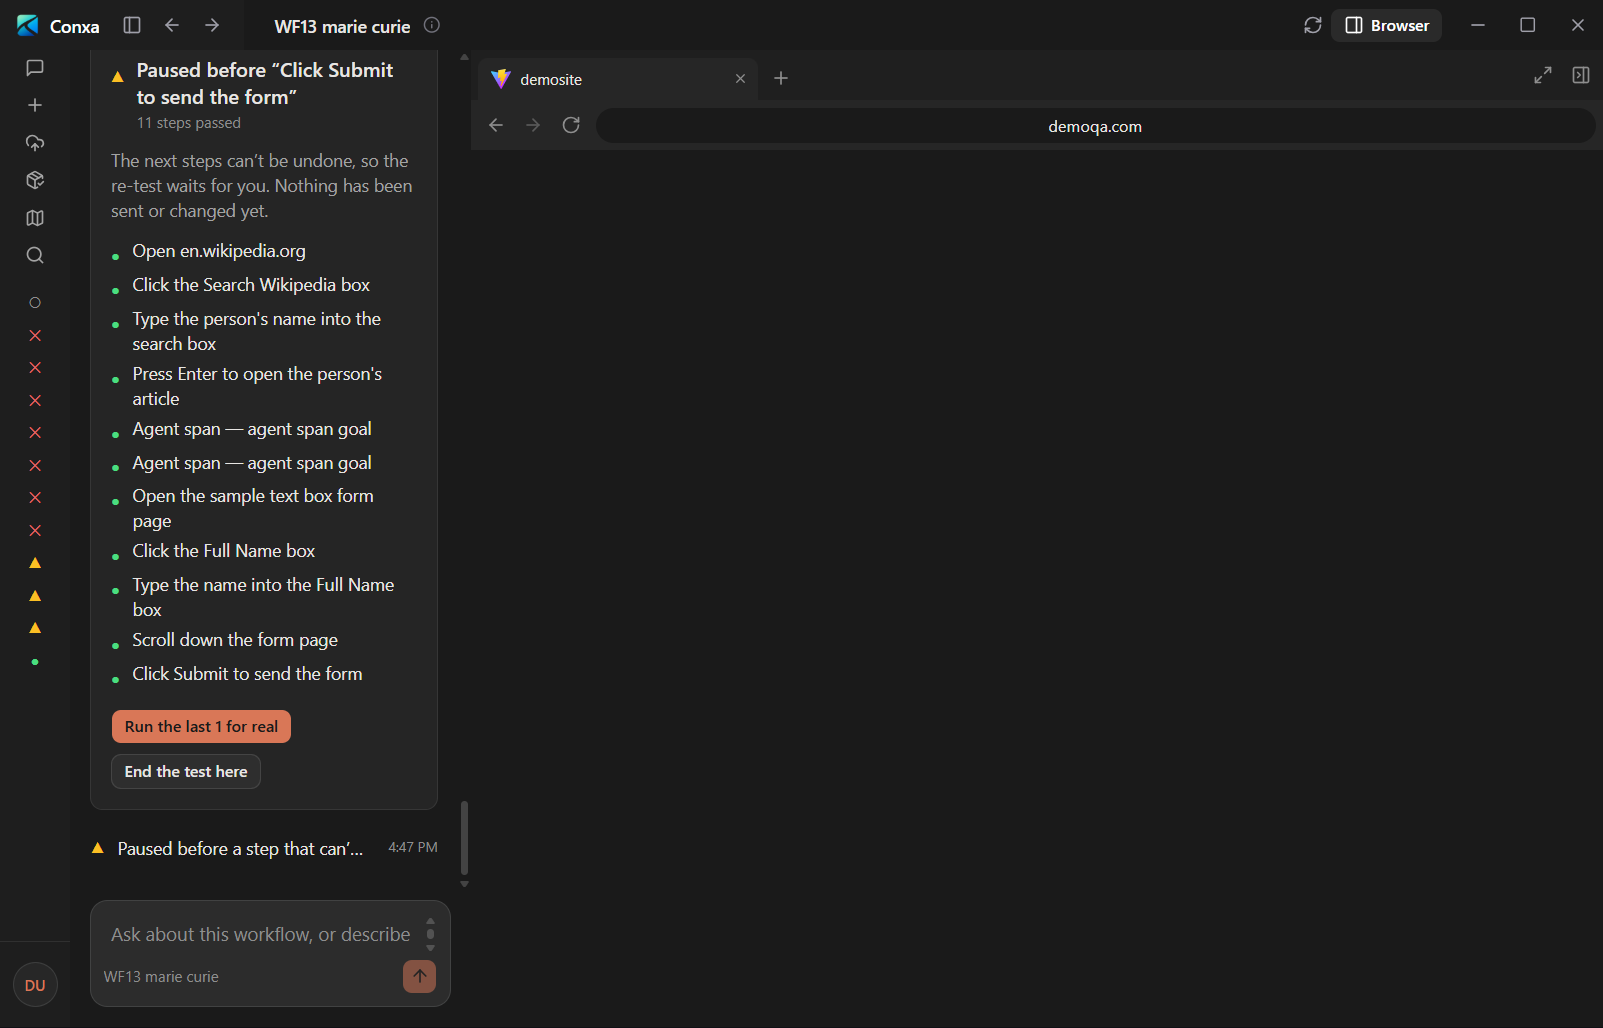 Conxa
WF13 marie curie
Browser
Paused before “Click Submit
to send the form”
11 steps passed
The next steps can’t be undone, so the
re-test waits for you. Nothing has been
sent or changed yet.
Open en.wikipedia.org
Click the Search Wikipedia box
Type the person's name into the
search box
Press Enter to open the person's
article
Agent span — agent span goal
Agent span — agent span goal
Open the sample text box form
page
Click the Full Name box
Type the name into the Full Name
box
Scroll down the form page
Click Submit to send the form
Run the last 1 for real
End the test here
Paused before a step that can’... 4:47 PM
Ask about this workflow, or describe
WF13 marie curie
DU
demosite
demoqa.com